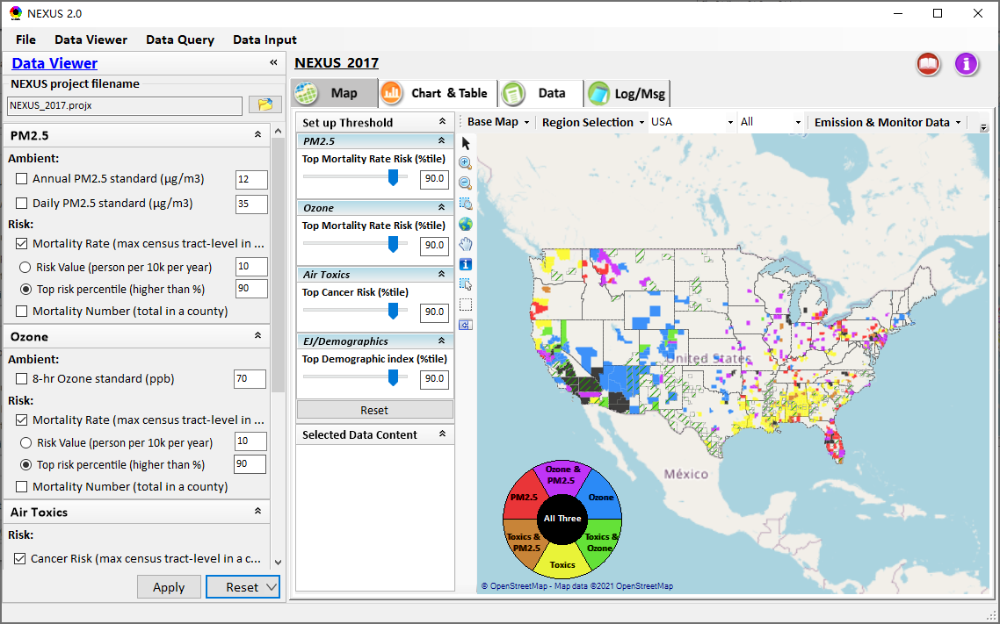 NEXUS 2.0
File Data Viewer Data Query Data Input
Data Viewer «
NEXUS project filename
NEXUS_2017.projx
PM2.5
Ambient:
Annual PM2.5 standard (µg/m3) 12
Daily PM2.5 standard (µg/m3) 35
Risk:
Mortality Rate (max census tract-level in ...
Risk Value (person per 10k per year) 10
Top risk percentile (higher than %) 90
Mortality Number (total in a county)
Ozone
Ambient:
8-hr Ozone standard (ppb) 70
Risk:
Mortality Rate (max census tract-level in ...
Risk Value (person per 10k per year) 10
Top risk percentile (higher than %) 90
Mortality Number (total in a county)
Air Toxics
Risk:
Cancer Risk (max census tract-level in a c...
Apply Reset
NEXUS_2017
Map Chart & Table Data Log/Msg
Set up Threshold
PM2.5
Top Mortality Rate Risk (%tile)
90.0
Ozone
Top Mortality Rate Risk (%tile)
90.0
Air Toxics
Top Cancer Risk (%tile)
90.0
EJ/Demographics
Top Demographic index (%tile)
90.0
Reset
Selected Data Content
Base Map Region Selection USA All Emission & Monitor Data
United States
México
Ozone &
PM2.5
PM2.5
Ozone
All Three
Toxics &
PM2.5
Toxics &
Ozone
Toxics
© OpenStreetMap - Map data ©2021 OpenStreetMap